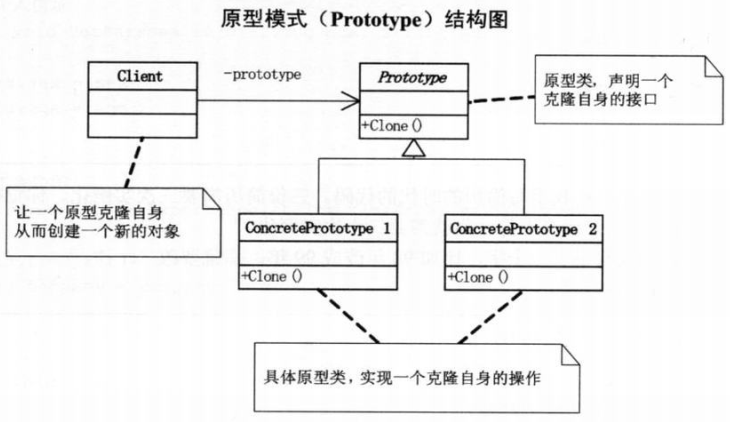 原型模式（Prototype）结构图
Client
-prototype
Prototype
+Clone()
原型类，声明一个
克隆自身的接口
让一个原型克隆自身
从而创建一个新的对象
ConcretePrototype 1
+Clone()
ConcretePrototype 2
+Clone()
具体原型类，实现一个克隆自身的操作